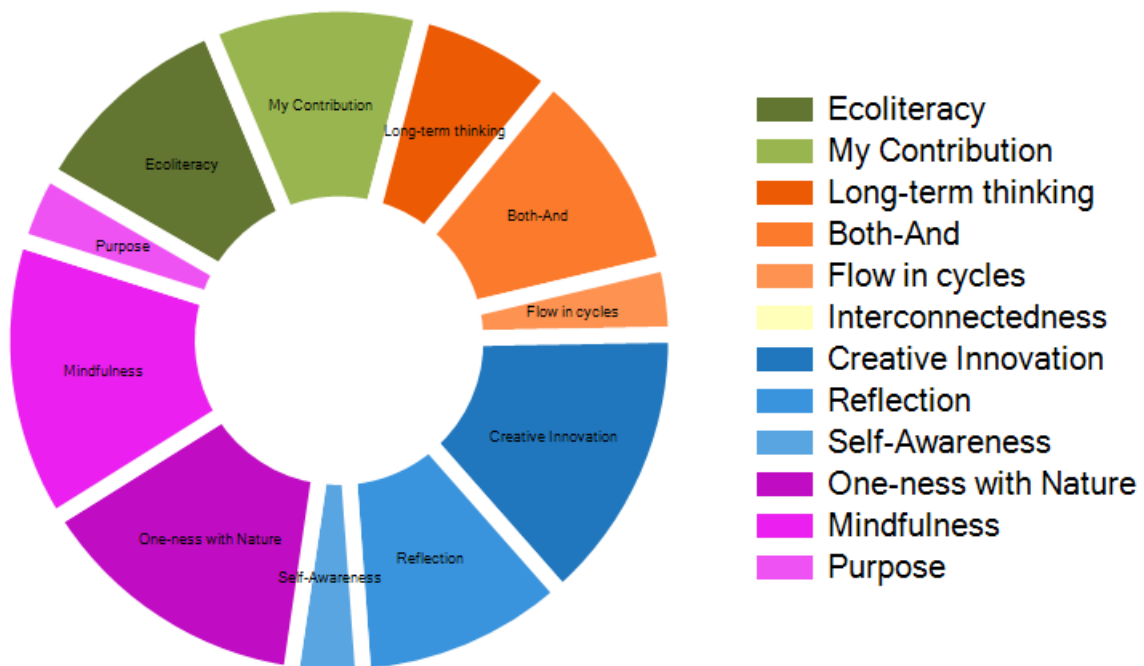 My Contribution
Long-term thinking
Ecoliteracy
Both-And
Purpose
Flow in cycles
Mindfulness
Creative Innovation
One-ness with Nature
Reflection
Self-Awareness
Ecoliteracy
My Contribution
Long-term thinking
Both-And
Flow in cycles
Interconnectedness
Creative Innovation
Reflection
Self-Awareness
One-ness with Nature
Mindfulness
Purpose